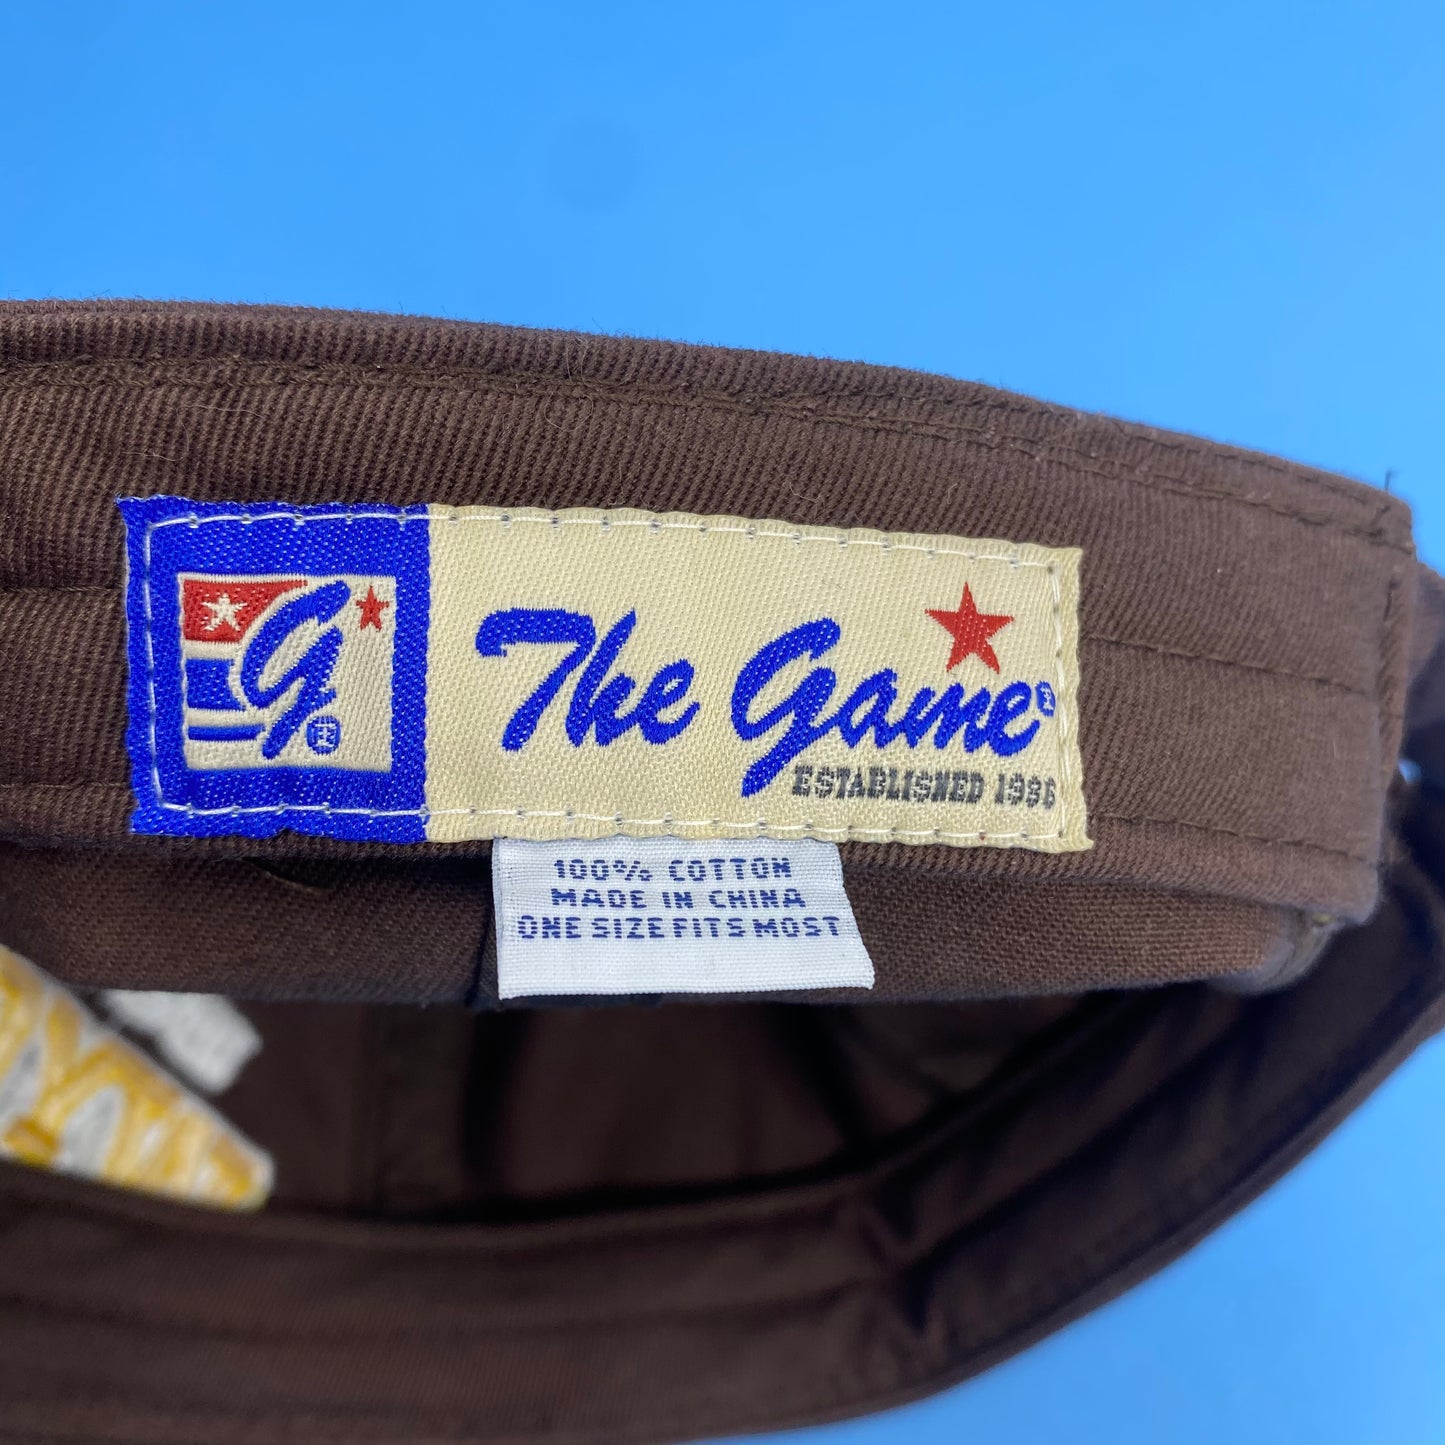 G ®
The Game®
ESTABLISHED 1986
100% COTTON
MADE IN CHINA
ONE SIZE FITS MOST